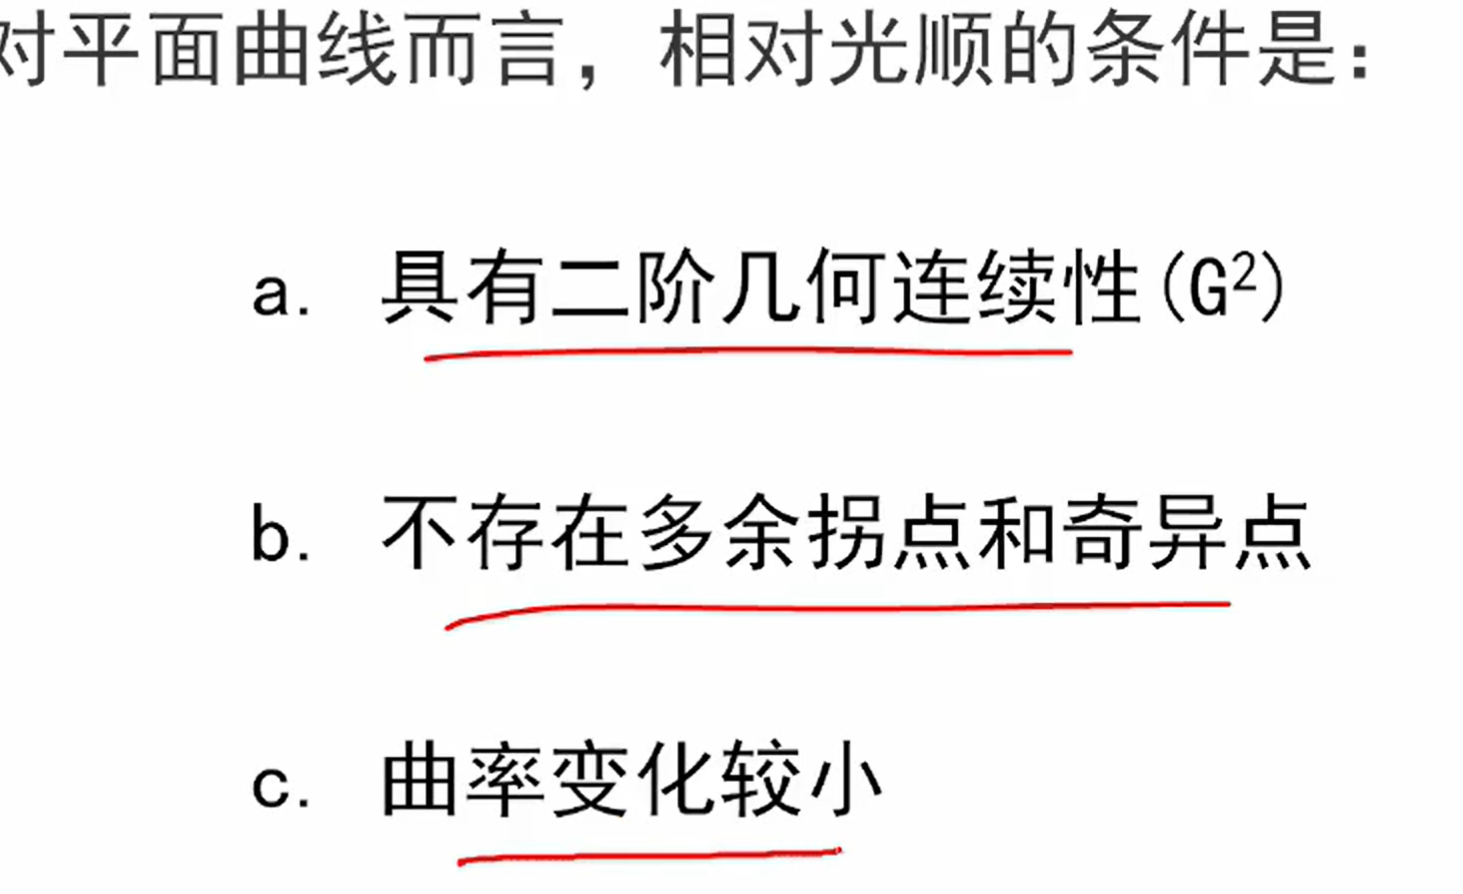 对平面曲线而言，相对光顺的条件是：
a. 具有二阶几何连续性(G²)
b. 不存在多余拐点和奇异点
c. 曲率变化较小